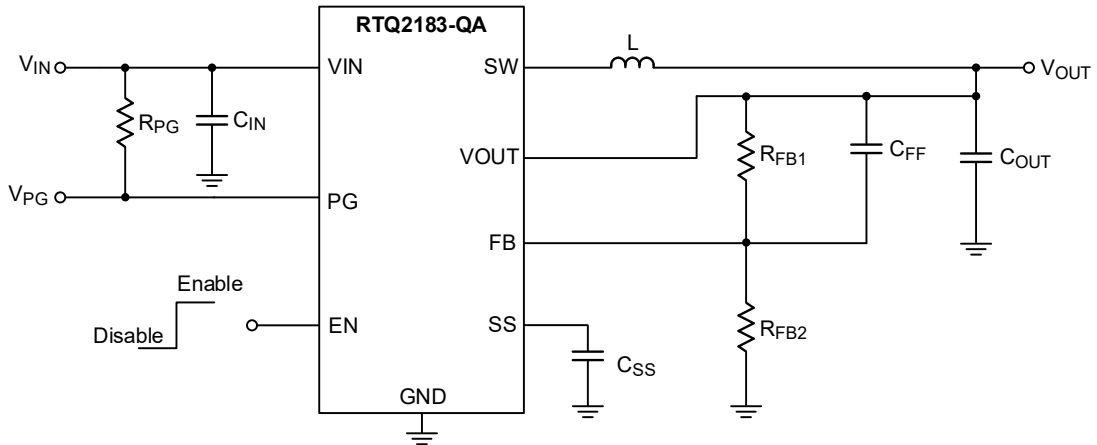 RTQ2183-QA
VIN
VIN
RPG
CIN
VPG
PG
Enable
Disable
EN
GND
SW
L
VOUT
VOUT
RFB1
CFF
COUT
FB
RFB2
SS
CSS